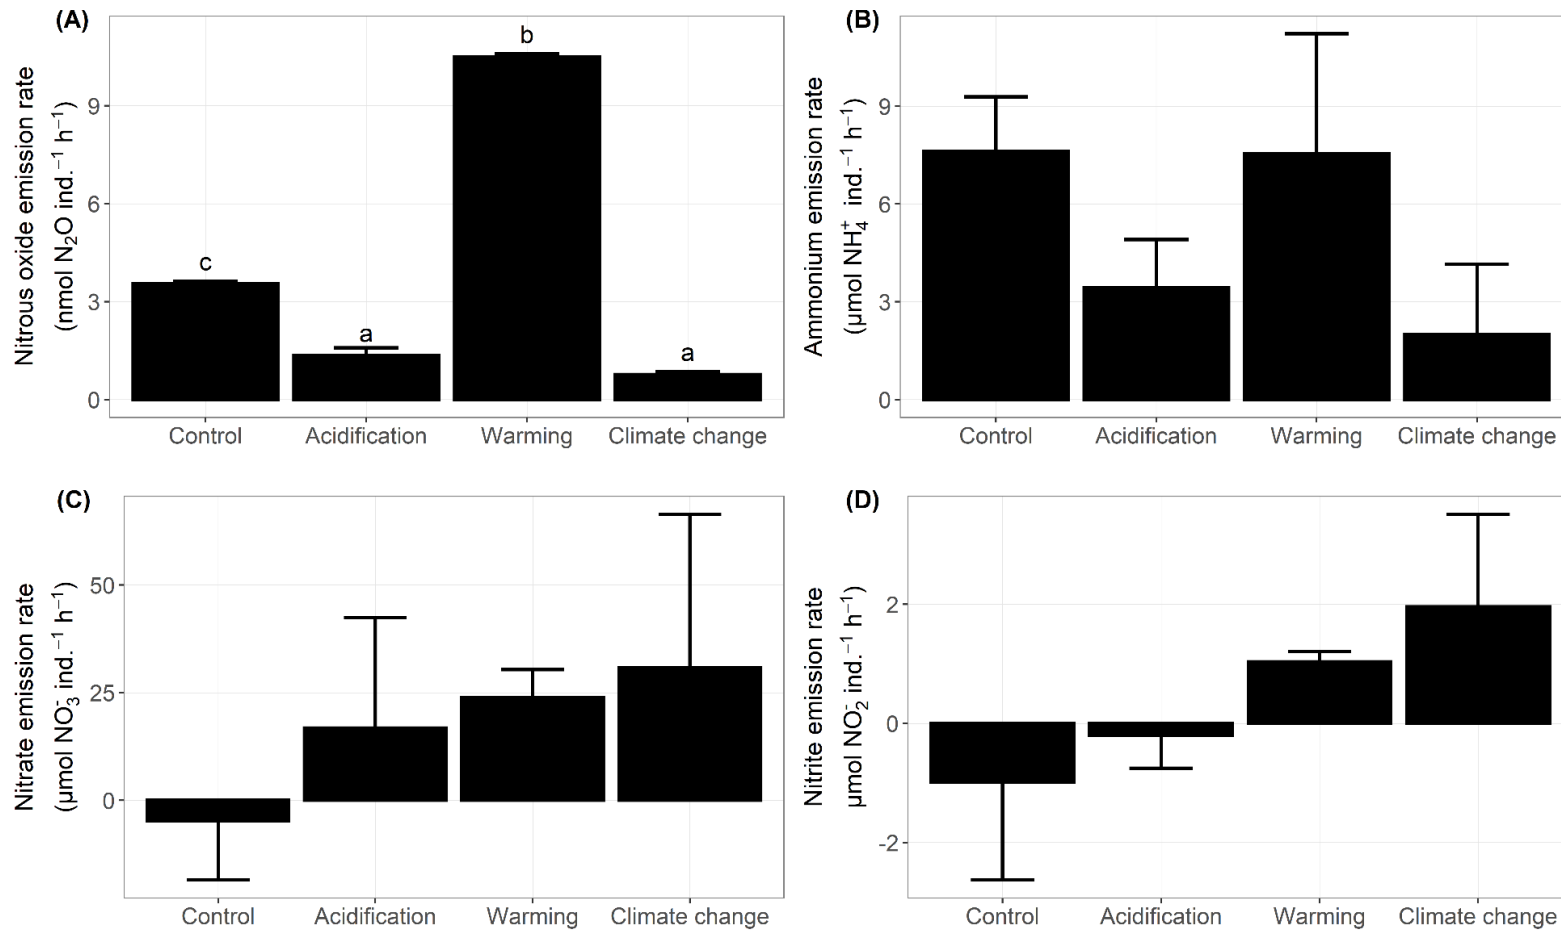 (A)
Nitrous oxide emission rate
(nmol N₂O ind.⁻¹ h⁻¹)
9
6
3
0
c
a
b
a
Control Acidification Warming Climate change
(B)
Ammonium emission rate
(μmol NH₄⁺ ind.⁻¹ h⁻¹)
9
6
3
0
Control Acidification Warming Climate change
(C)
Nitrate emission rate
(μmol NO₃⁻ ind.⁻¹ h⁻¹)
50
25
0
Control Acidification Warming Climate change
(D)
Nitrite emission rate
μmol NO₂⁻ ind.⁻¹ h⁻¹)
2
0
-2
Control Acidification Warming Climate change